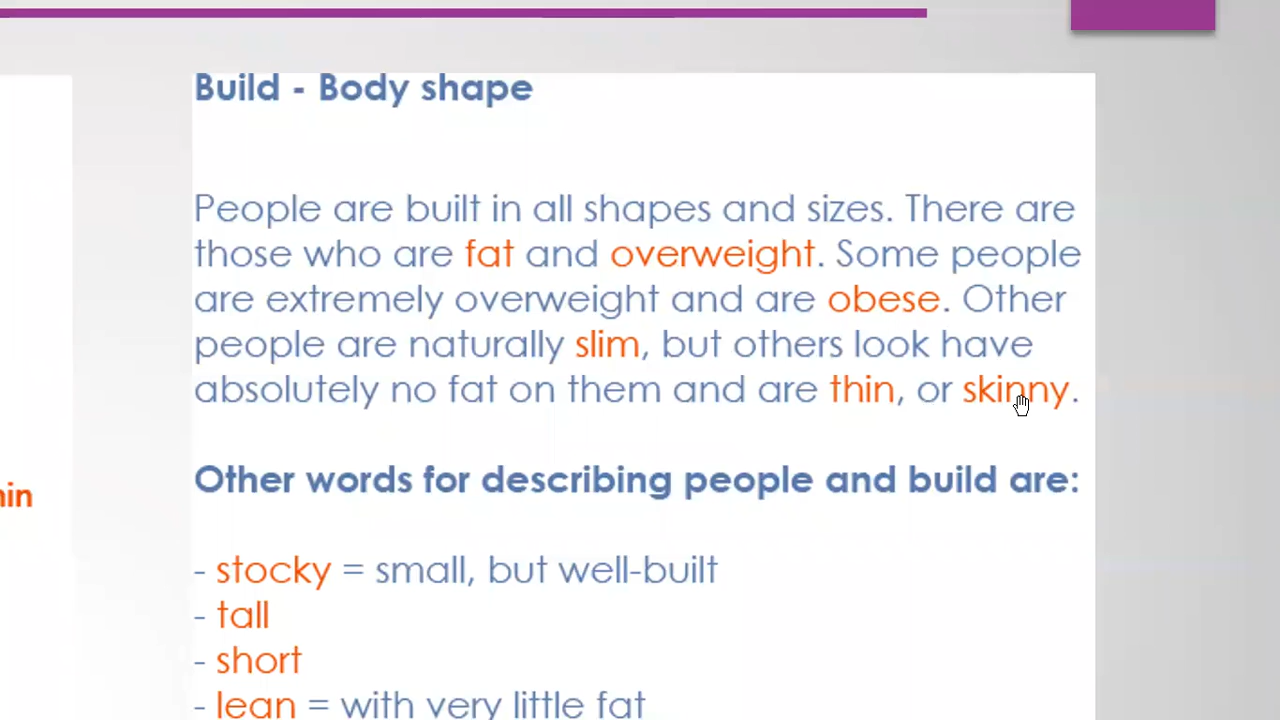 Build - Body shape
People are built in all shapes and sizes. There are
those who are fat and overweight. Some people
are extremely overweight and are obese. Other
people are naturally slim, but others look have
absolutely no fat on them and are thin, or skinny.
Other words for describing people and build are:
- stocky = small, but well-built
- tall
- short
- lean = with very little fat